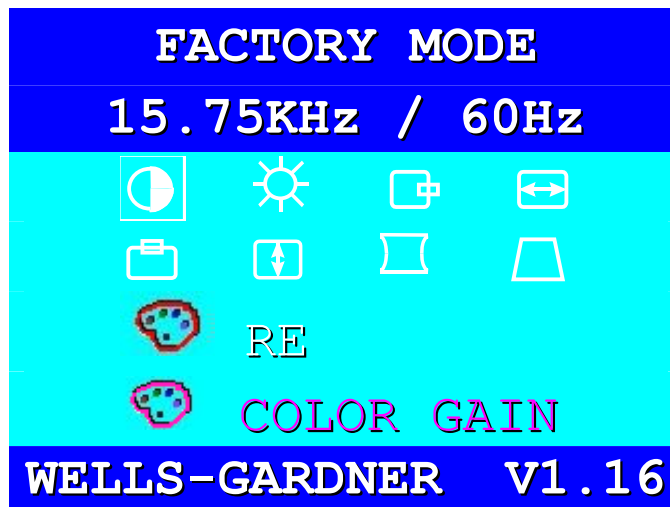 FACTORY MODE
15.75KHz / 60Hz
RE
COLOR GAIN
WELLS-GARDNER V1.16